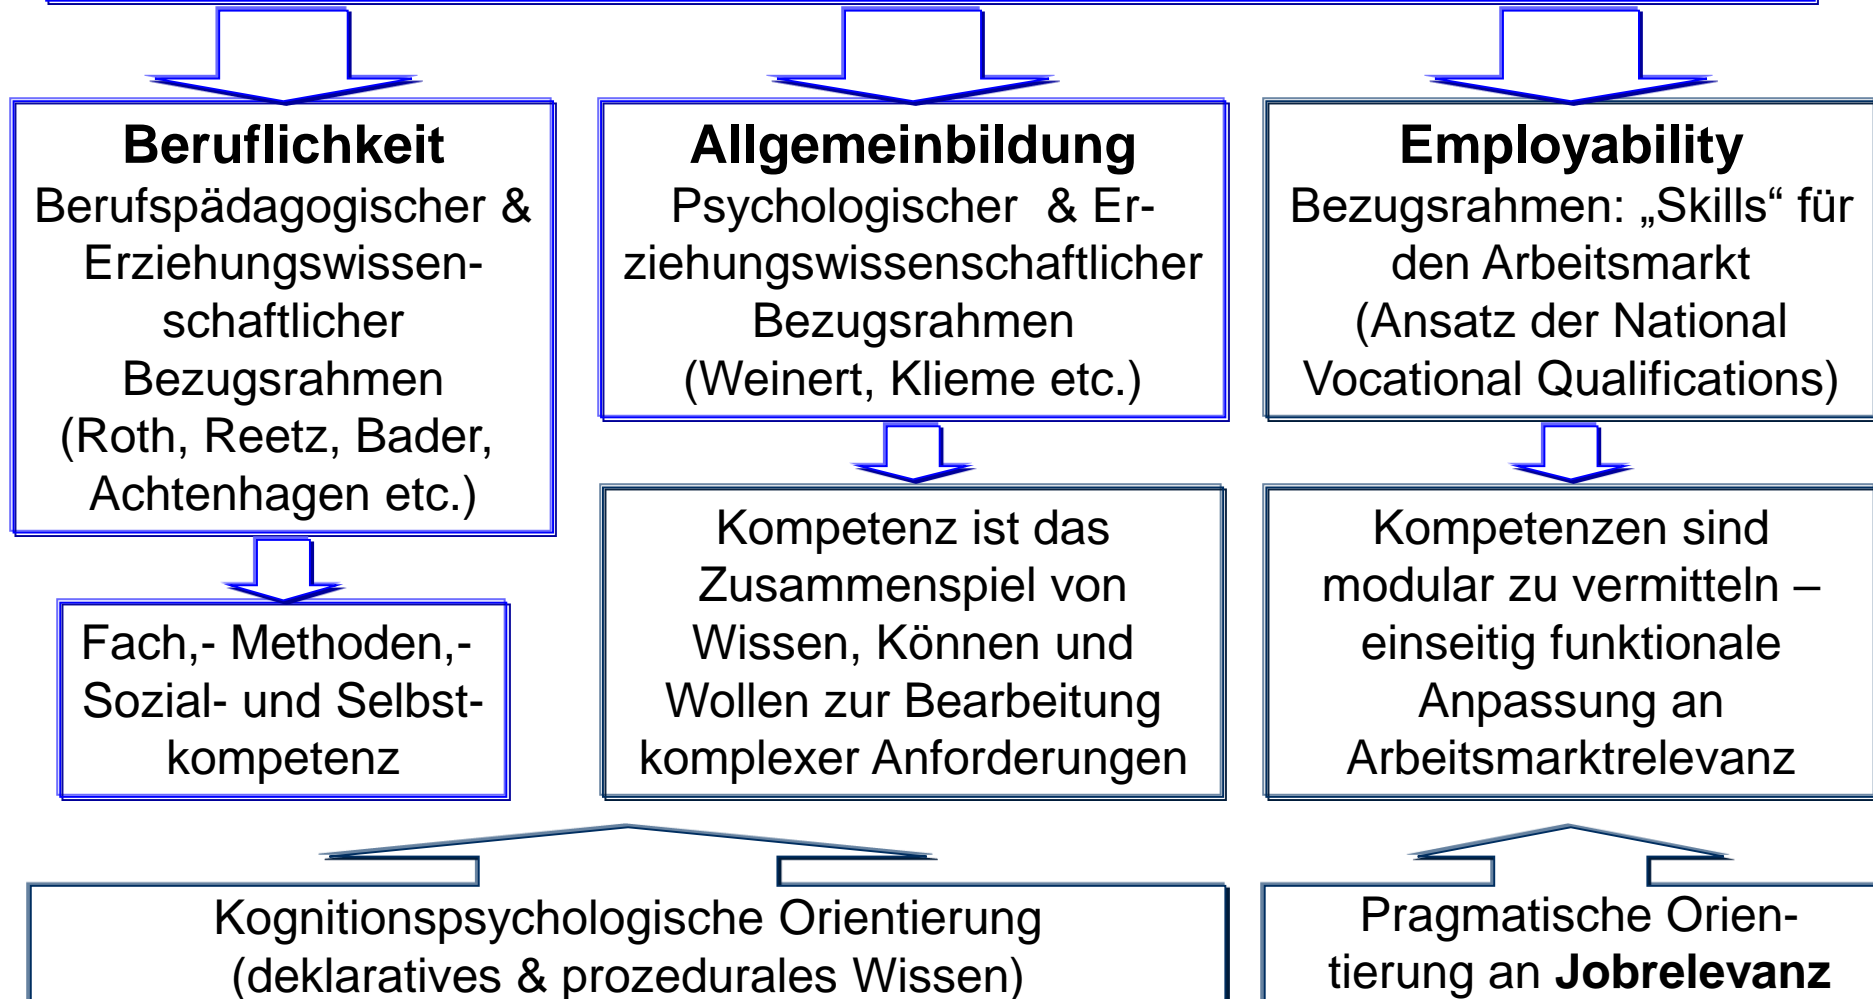 Beruflichkeit
Berufspädagogischer &
Erziehungswissen-
schaftlicher
Bezugsrahmen
(Roth, Reetz, Bader,
Achtenhagen etc.)
Fach,- Methoden,-
Sozial- und Selbst-
kompetenz
Allgemeinbildung
Psychologischer & Er-
ziehungswissenschaftlicher
Bezugsrahmen
(Weinert, Klieme etc.)
Kompetenz ist das
Zusammenspiel von
Wissen, Können und
Wollen zur Bearbeitung
komplexer Anforderungen
Employability
Bezugsrahmen: „Skills“ für
den Arbeitsmarkt
(Ansatz der National
Vocational Qualifications)
Kompetenzen sind
modular zu vermitteln –
einseitig funktionale
Anpassung an
Arbeitsmarktrelevanz
Kognitionspsychologische Orientierung
(deklaratives & prozedurales Wissen)
Pragmatische Orien-
tierung an Jobrelevanz